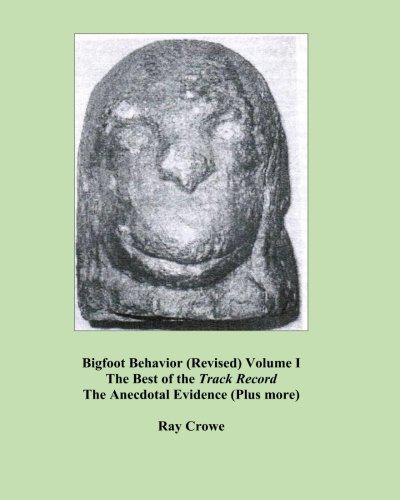 Bigfoot Behavior (Revised) Volume I
The Best of the Track Record
The Anecdotal Evidence (Plus more)
Ray Crowe